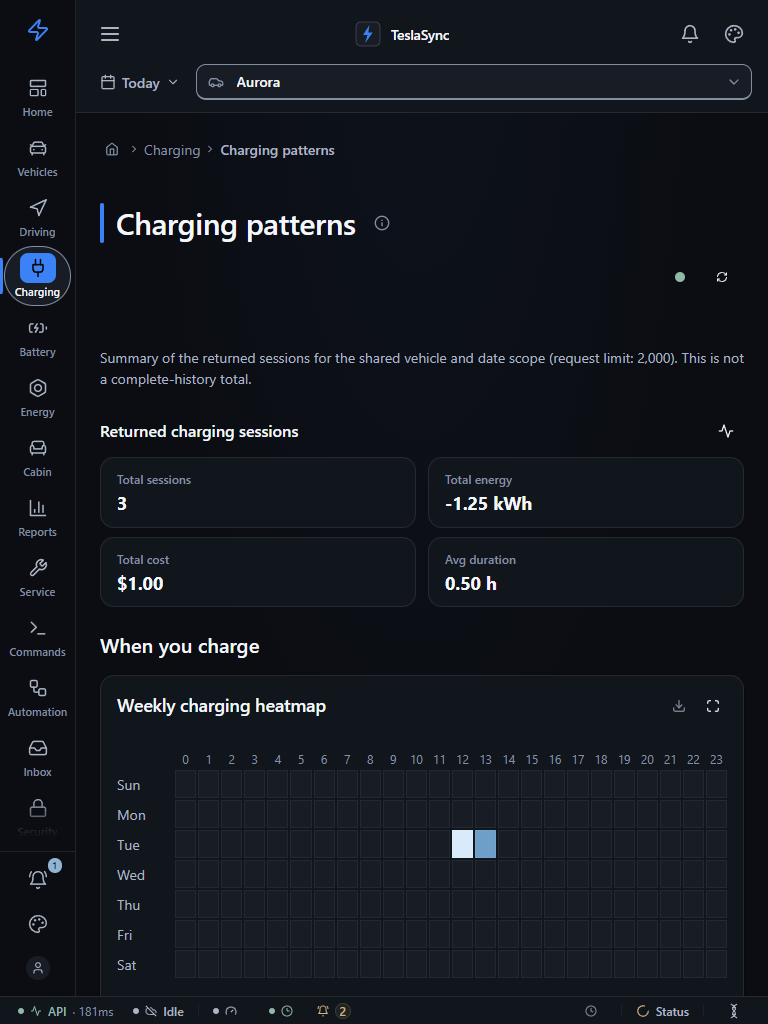 TeslaSync
Today
Aurora
Home
Vehicles
Driving
Charging
Battery
Energy
Cabin
Reports
Service
Commands
Automation
Inbox
Security
1
Charging > Charging patterns
Charging patterns
Summary of the returned sessions for the shared vehicle and date scope (request limit: 2,000). This is not
a complete-history total.
Returned charging sessions
Total sessions
3
Total energy
-1.25 kWh
Total cost
$1.00
Avg duration
0.50 h
When you charge
Weekly charging heatmap
0 1 2 3 4 5 6 7 8 9 10 11 12 13 14 15 16 17 18 19 20 21 22 23
Sun
Mon
Tue
Wed
Thu
Fri
Sat
API · 181ms Idle 2 Status